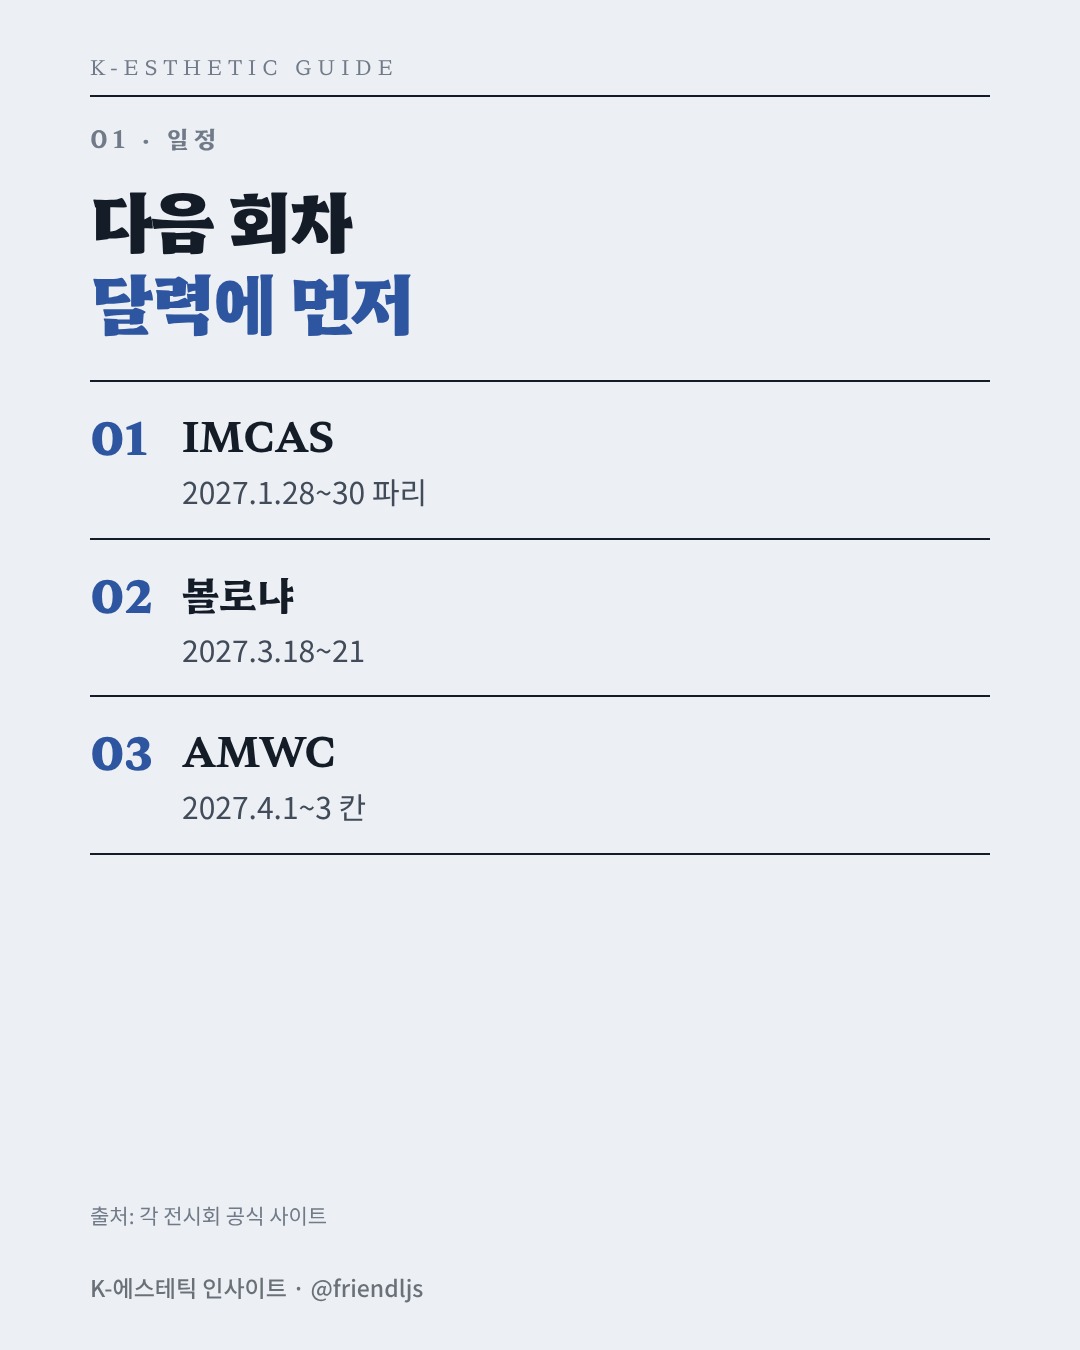 K-ESTHETIC GUIDE
01 · 일정
다음 회차
달력에 먼저
01 IMCAS
2027.1.28~30 파리
02 볼로냐
2027.3.18~21
03 AMWC
2027.4.1~3 칸
출처: 각 전시회 공식 사이트
K-에스테틱 인사이트 · @friendljs